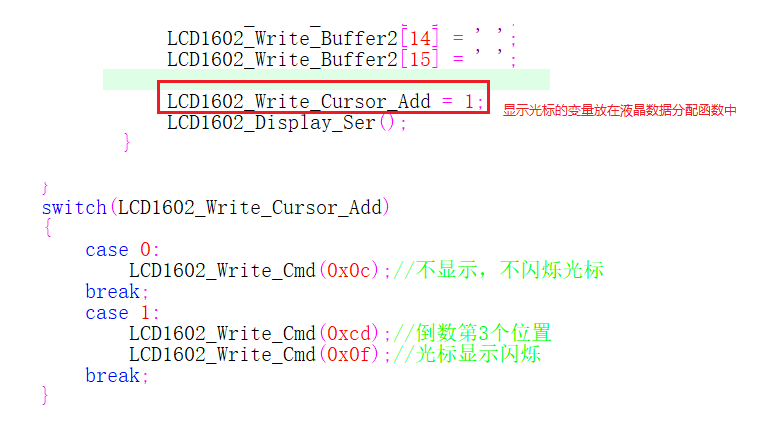 LCD1602_Write_Buffer2[14] = ' ';
LCD1602_Write_Buffer2[15] = ' ';
LCD1602_Write_Cursor_Add = 1;
显示光标的变量放在液晶数据分配函数中
LCD1602_Display_Ser();
}
}
switch(LCD1602_Write_Cursor_Add)
{
case 0:
LCD1602_Write_Cmd(0x0c);//不显示，不闪烁光标
break;
case 1:
LCD1602_Write_Cmd(0xcd);//倒数第3个位置
LCD1602_Write_Cmd(0x0f);//光标显示闪烁
break;
}